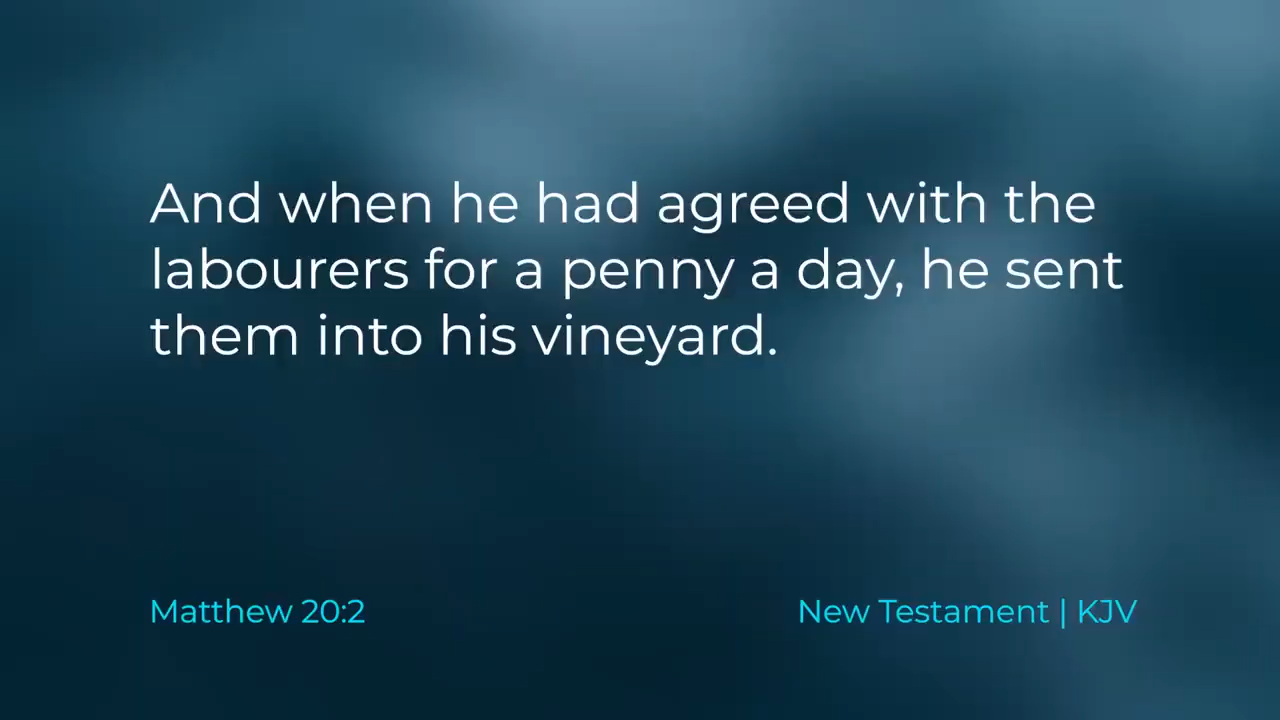 And when he had agreed with the
labourers for a penny a day, he sent
them into his vineyard.
Matthew 20:2
New Testament | KJV